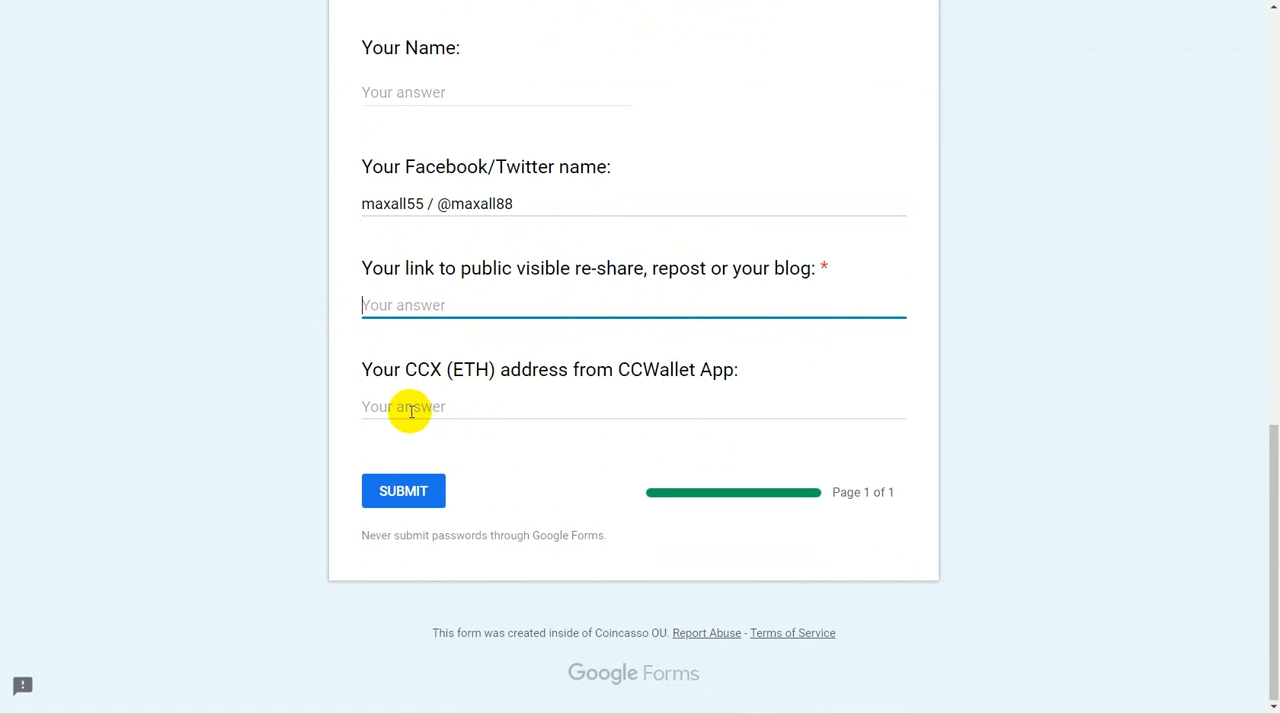 Your Name:
Your answer
Your Facebook/Twitter name:
maxall55 / @maxall88
Your link to public visible re-share, repost or your blog: *
Your answer
Your CCX (ETH) address from CCWallet App:
Your answer
SUBMIT
Page 1 of 1
Never submit passwords through Google Forms.
This form was created inside of Coincasso OU. Report Abuse - Terms of Service
Google Forms